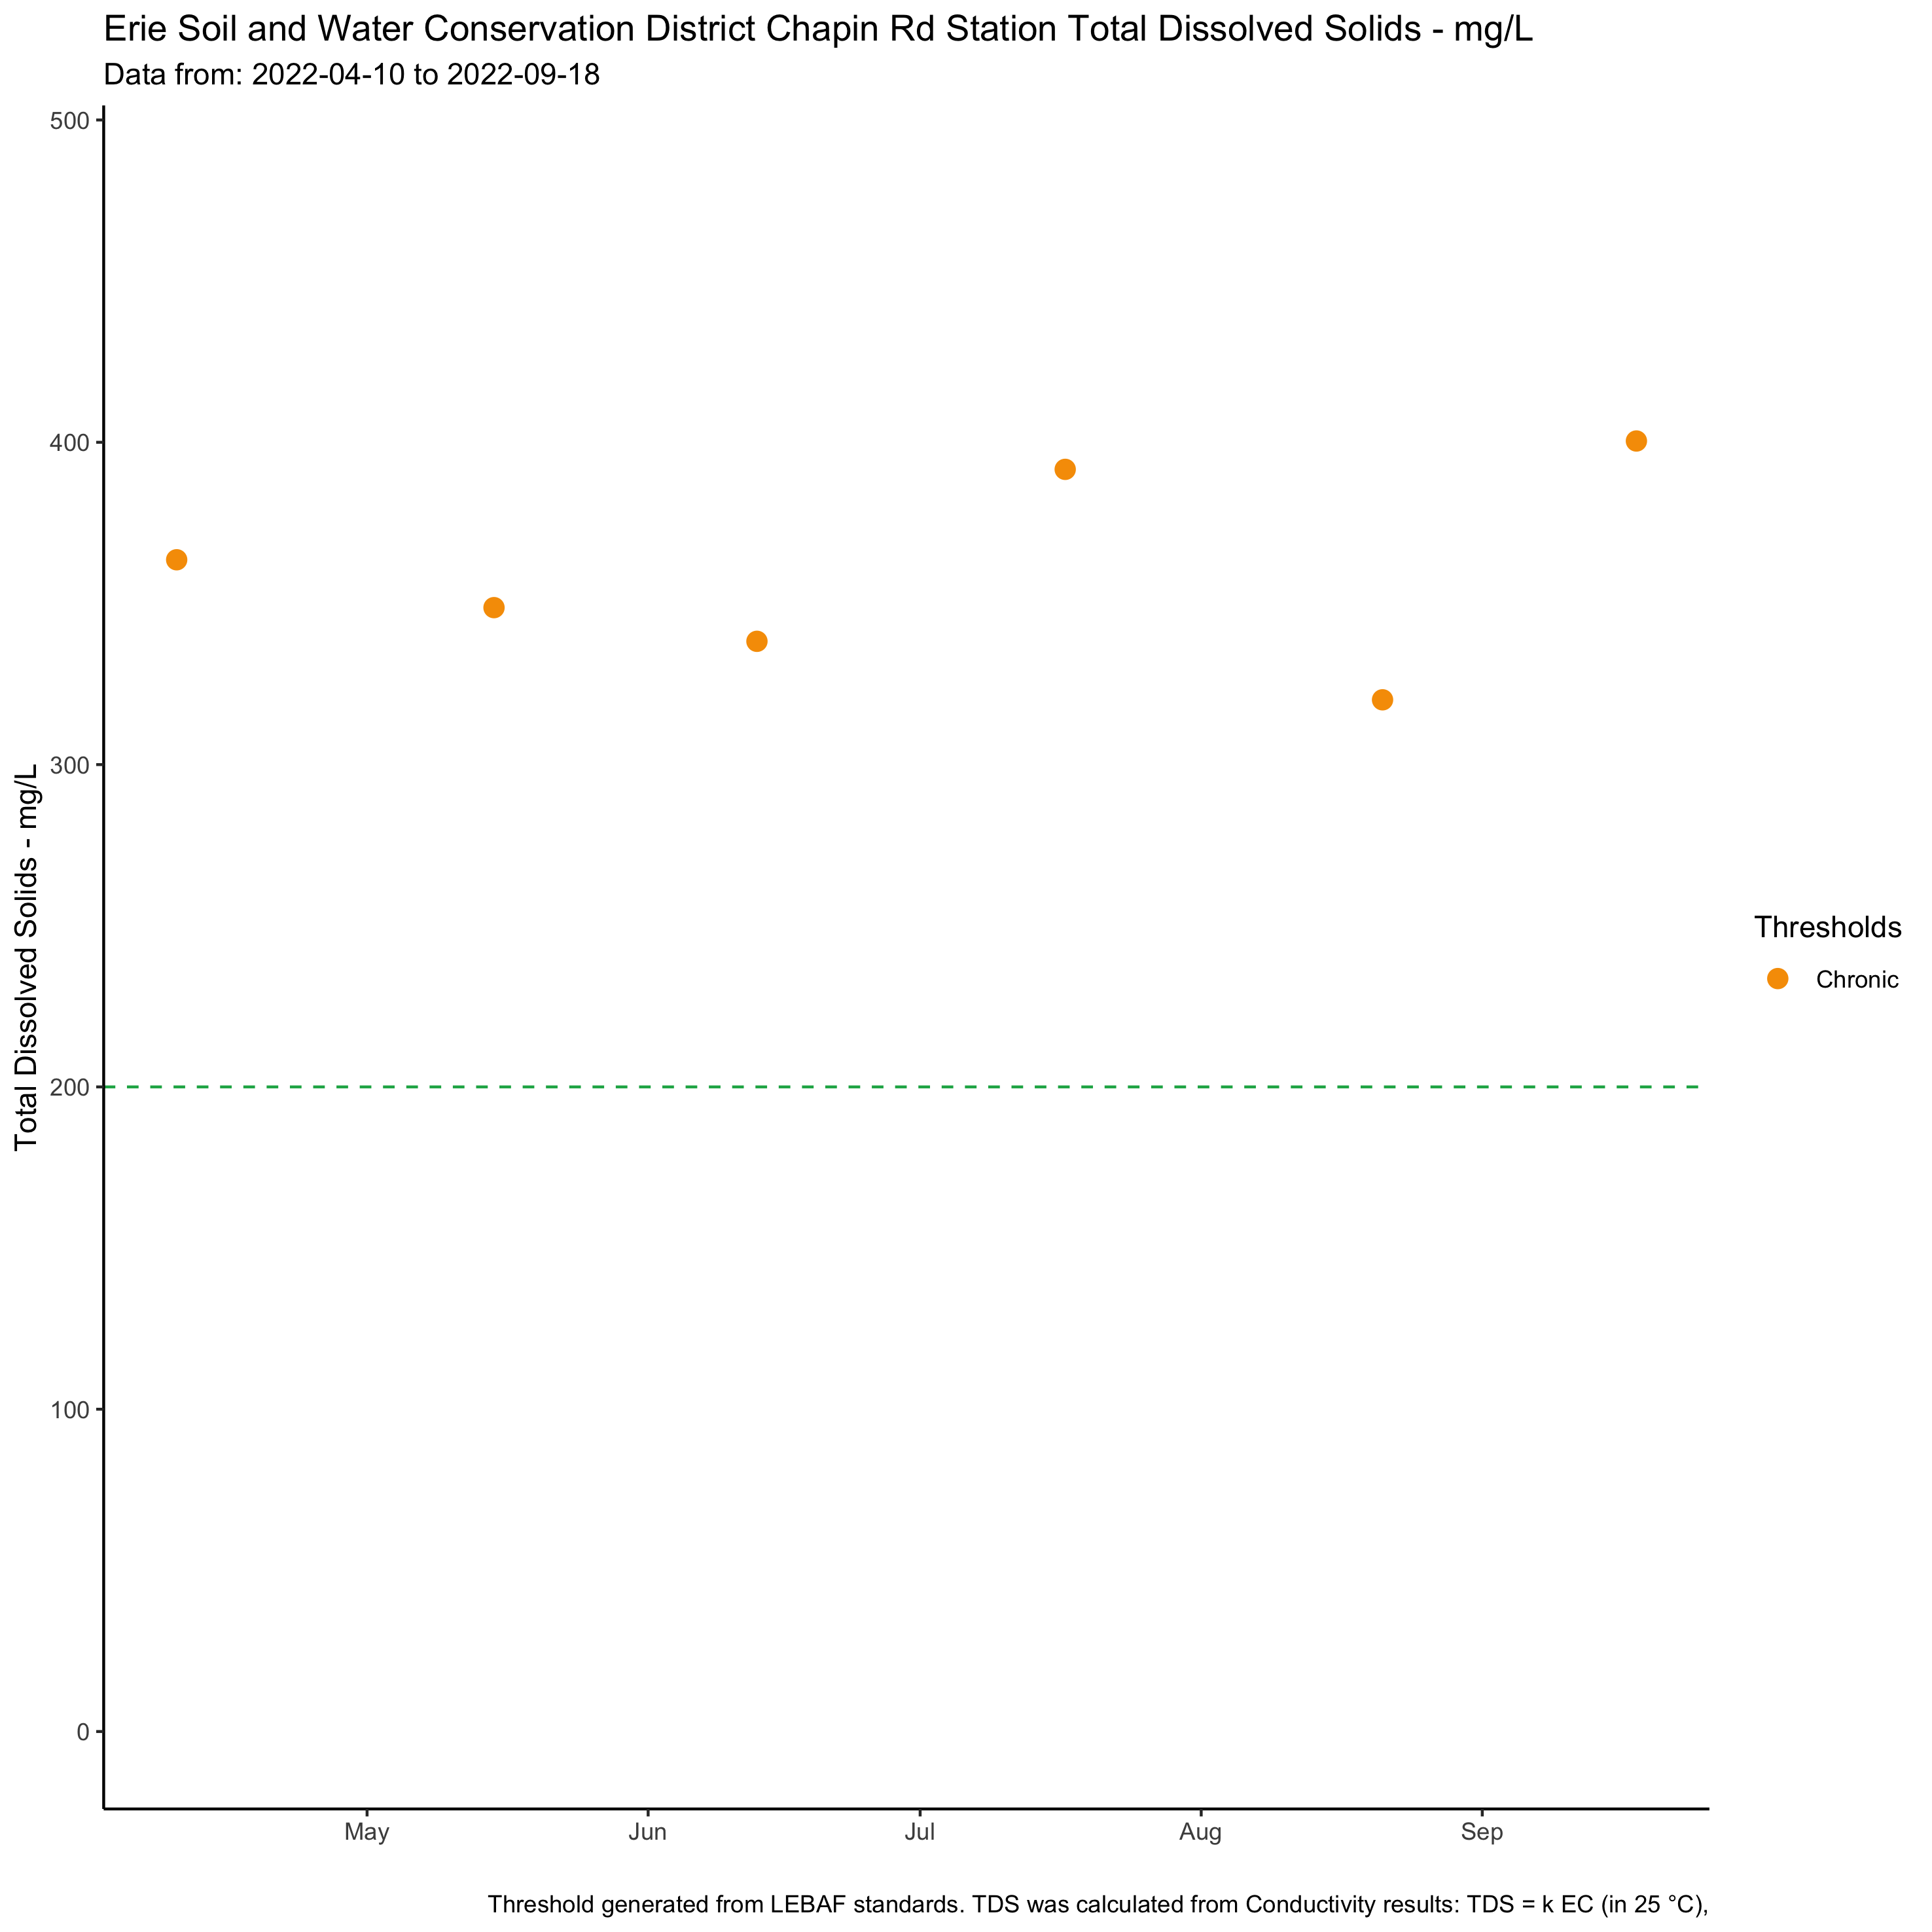 Erie Soil and Water Conservation District Chapin Rd Station Total Dissolved Solids - mg/L
Data from: 2022-04-10 to 2022-09-18
500
400
300
200
100
0
Total Dissolved Solids - mg/L
May Jun Jul Aug Sep
Thresholds
Chronic
Threshold generated from LEBAF standards. TDS was calculated from Conductivity results: TDS = k EC (in 25 °C),